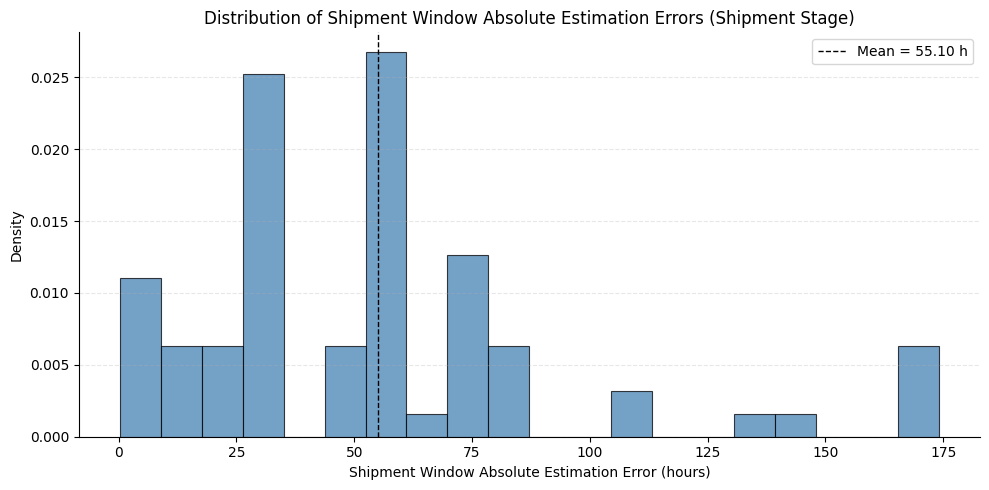 Distribution of Shipment Window Absolute Estimation Errors (Shipment Stage)
Mean = 55.10 h
Density
0.025
0.020
0.015
0.010
0.005
0.000
0 25 50 75 100 125 150 175
Shipment Window Absolute Estimation Error (hours)